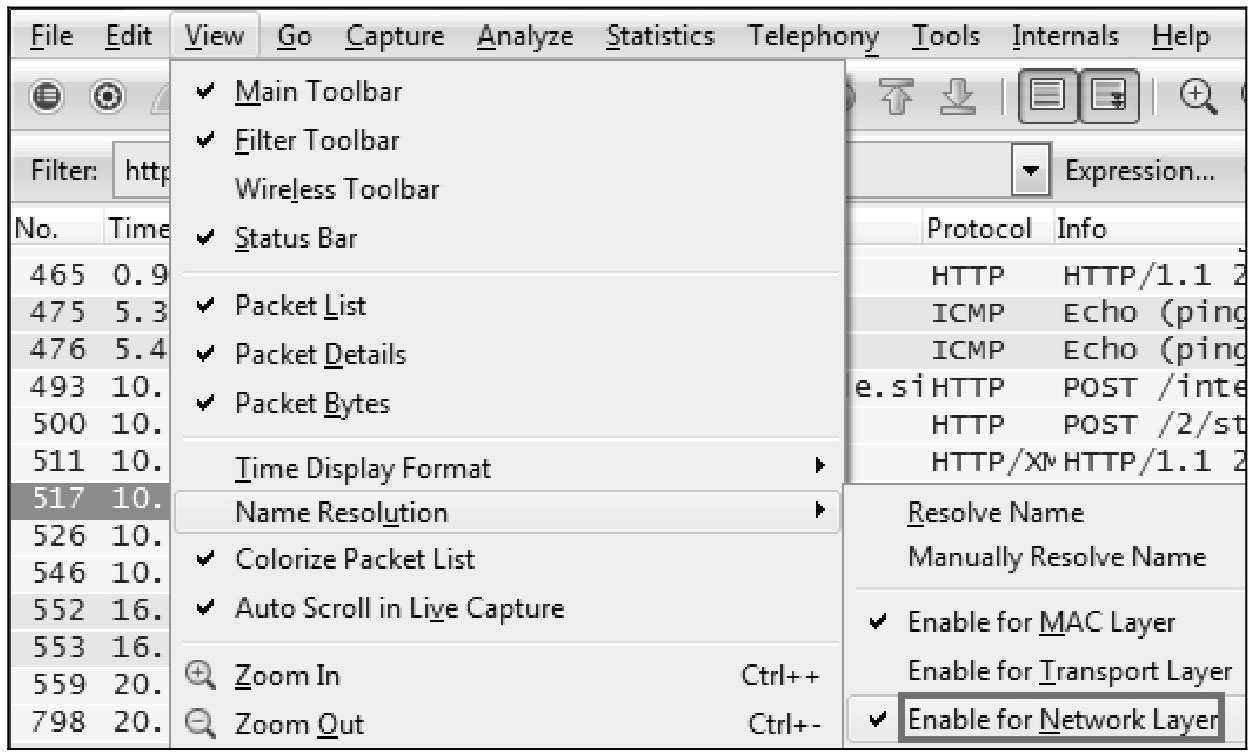 File Edit View Go Capture Analyze Statistics Telephony Tools Internals Help
Filter: http
Expression...
Main Toolbar
Filter Toolbar
Wireless Toolbar
Status Bar
Packet List
Packet Details
Packet Bytes
Time Display Format
Name Resolution
Colorize Packet List
Auto Scroll in Live Capture
Zoom In Ctrl++
Zoom Out Ctrl+-
Resolve Name
Manually Resolve Name
Enable for MAC Layer
Enable for Transport Layer
Enable for Network Layer
No. Time Protocol Info
465 0.9 HTTP HTTP/1.1 2
475 5.3 ICMP Echo (ping
476 5.4 ICMP Echo (ping
493 10. e.si HTTP POST /inte
500 10. HTTP POST /2/st
511 10. HTTP/XM HTTP/1.1 2
517 10.
526 10.
546 10.
552 16.
553 16.
559 20.
798 20.